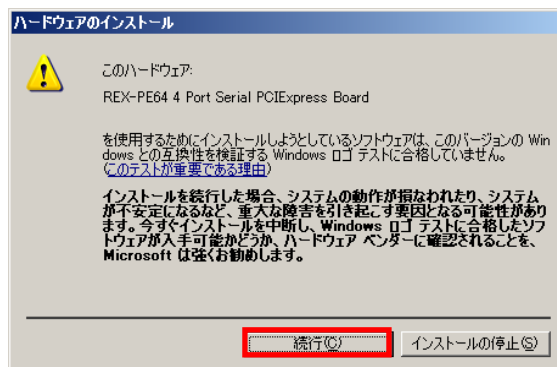 ハードウェアのインストール
このハードウェア:
REX-PE64 4 Port Serial PCIExpress Board
を使用するためにインストールしようとしているソフトウェアは、このバージョンの Win
dows との互換性を検証する Windows ロゴ テストに合格していません。
(このテストが重要である理由)
インストールを続行した場合、システムの動作が損なわれたり、システム
が不安定になるなど、重大な障害を引き起こす要因となる可能性があり
ます。今すぐインストールを中断し、Windows ロゴ テストに合格したソフ
トウェアが入手可能かどうか、ハードウェア ベンダーに確認されることを、
Microsoft は強くお勧めします。
続行(C)
インストールの停止(S)